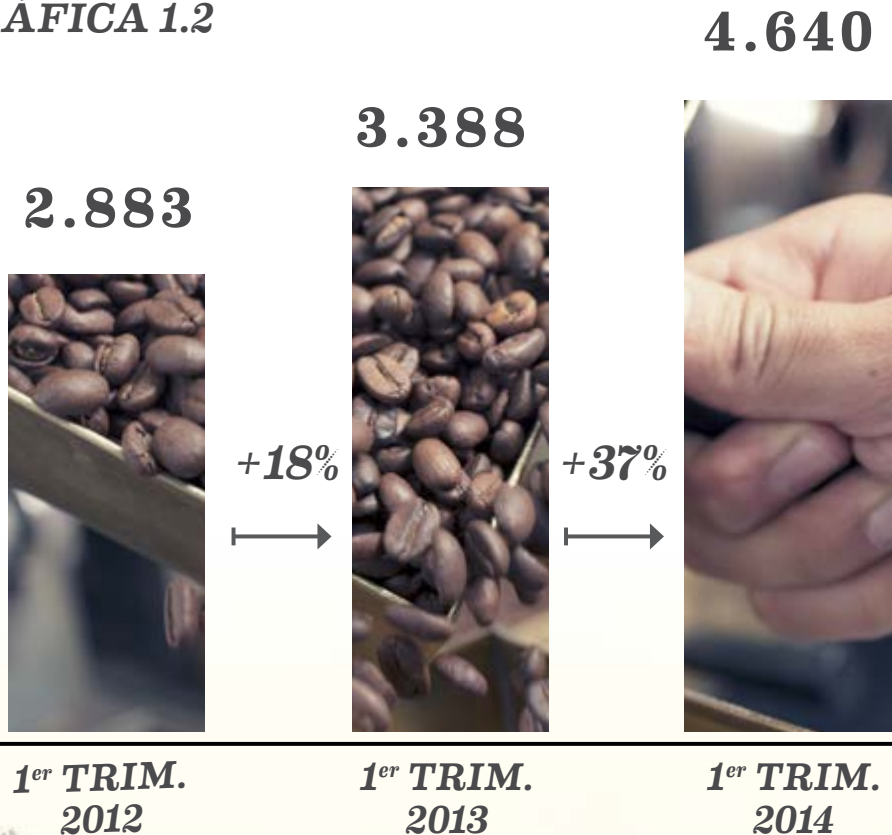 ÁFICA 1.2
4.640
3.388
2.883
+18%
+37%
1er TRIM.
2012
1er TRIM.
2013
1er TRIM.
2014